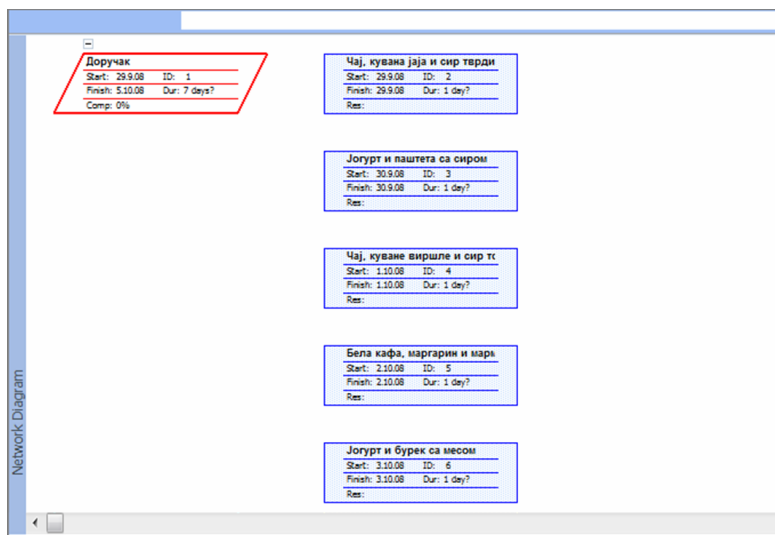 Доручак
Start: 29.9.08 ID: 1
Finish: 5.10.08 Dur: 7 days?
Comp: 0%
Чај, кувана јаја и сир тврди
Start: 29.9.08 ID: 2
Finish: 29.9.08 Dur: 1 day?
Res:
Јогурт и паштета са сиром
Start: 30.9.08 ID: 3
Finish: 30.9.08 Dur: 1 day?
Res:
Чај, куване виршле и сир то
Start: 1.10.08 ID: 4
Finish: 1.10.08 Dur: 1 day?
Res:
Бела кафа, маргарин и марм
Start: 2.10.08 ID: 5
Finish: 2.10.08 Dur: 1 day?
Res:
Јогурт и бурек са месом
Start: 3.10.08 ID: 6
Finish: 3.10.08 Dur: 1 day?
Res:
Network Diagram